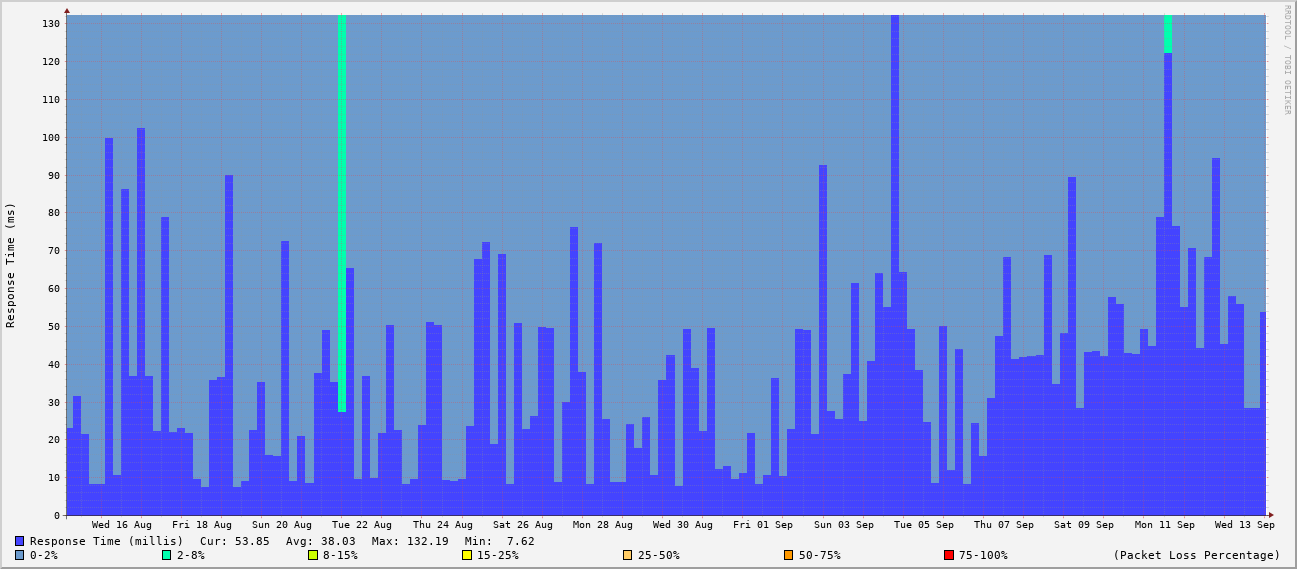 RRDTOOL / TOBI OETIKER
Response Time (ms)
130
120
110
100
90
80
70
60
50
40
30
20
10
0
Wed 16 Aug Fri 18 Aug Sun 20 Aug Tue 22 Aug Thu 24 Aug Sat 26 Aug Mon 28 Aug Wed 30 Aug Fri 01 Sep Sun 03 Sep Tue 05 Sep Thu 07 Sep Sat 09 Sep Mon 11 Sep Wed 13 Sep
Response Time (millis) Cur: 53.85 Avg: 38.03 Max: 132.19 Min: 7.62
0-2% 2-8% 8-15% 15-25% 25-50% 50-75% 75-100% (Packet Loss Percentage)